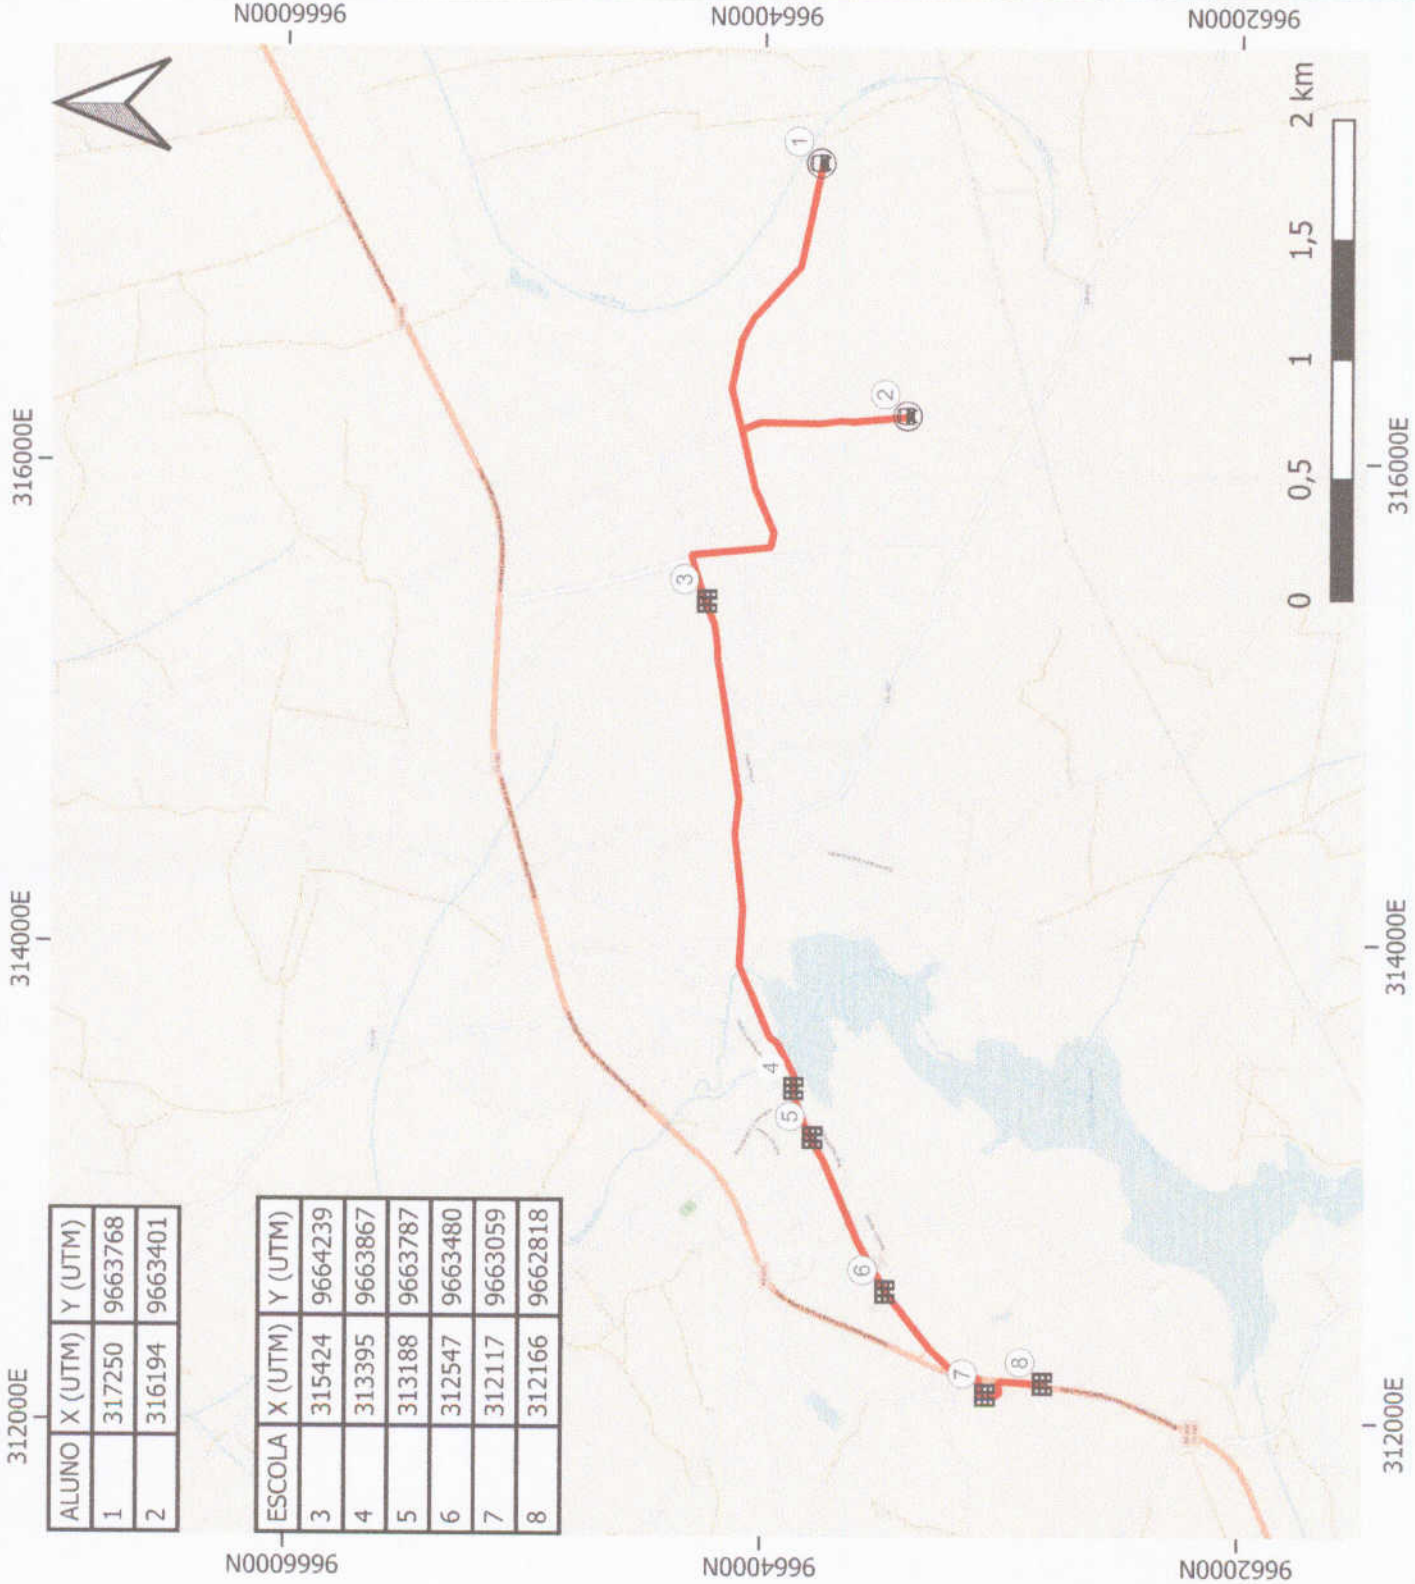 ALUNO X (UTM) Y (UTM)
1 317250 9663768
2 316194 9663401
ESCOLA X (UTM) Y (UTM)
3 315424 9664239
4 313395 9663867
5 313188 9663787
6 312547 9663480
7 312117 9663059
8 312166 9662818
312000E
314000E
316000E
9666000N
9664000N
9662000N
9666000N
9664000N
9662000N
312000E
314000E
316000E
1
2
3
4
5
6
7
8
0 0,5 1 1,5 2 km